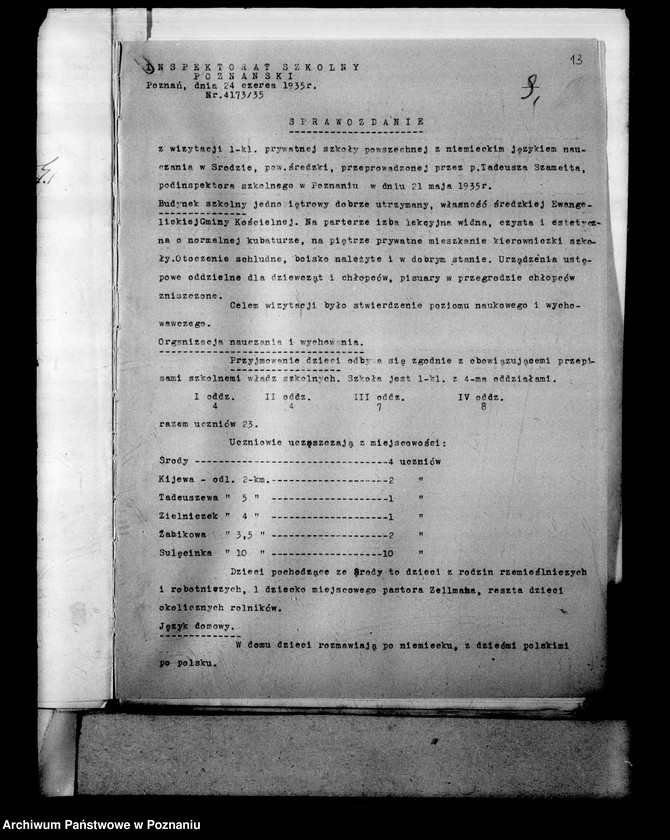 13
INSPEKTORAT SZKOLNY
POZNAŃSKI
Poznań, dnia 24 czerca 1935r.
Nr.4173/35
9,
SPRAWOZDANIE
z wizytacji 1-kl. prywatnej szkoły powszechnej z niemieckim językiem nau-
czania w Środzie, pow.średzki, przeprowadzonej przez p.Tadeusza Szameita,
podinspektora szkolnego w Poznaniu w dniu 21 maja 1935r.
Budynek szkolny jedno piętrowy dobrze utrzymany, własność średzkiej Ewange-
lickiejGminy Kościelnej. Na parterze izba lekcyjna widna, czysta i estetycz-
na o normalnej kubaturze, na piętrze prywatne mieszkanie kierowniczki szko-
ły.Otoczenie schludne, boisko należyte i w dobrym stanie. Urządzenia ustę-
powe oddzielne dla dziewcząt i chłopców, pisuary w przegrodzie chłopców
zniszczone.
Celem wizytacji było stwierdzenie poziomu naukowego i wycho-
wawczego.
Organizacja nauczania i wychowania.
Przyjmowanie dzieci odbywa się zgodnie z obowiązującemi przepi-
sami szkolnemi władz szkolnych. Szkoła jest 1-kl. z 4-ma oddziałami.
I oddz. II oddz. III oddz. IV oddz.
4 4 7 8
razem uczniów 23.
Uczniowie uczęszczają z miejscowości:
Środy ---------------------------4 uczniów
Kijewa - odl. 2-km.--------------------2 "
Tadeuszewa " 5 " --------------------1 "
Zielniczek " 4 " --------------------1 "
Żabikowa " 3,5 " --------------------2 "
Sulęcinka " 10 " -------------------10 "
Dzieci pochodzące ze Środy to dzieci z rodzin rzemieślniczych
i robotniczych, 1 dziecko miejscowego pastora Zellmana, reszta dzieci
okolicznych rolników.
Język domowy.
W domu dzieci rozmawiają po niemiecku, z dziećmi polskimi
po polsku.
Archiwum Państwowe w Poznaniu